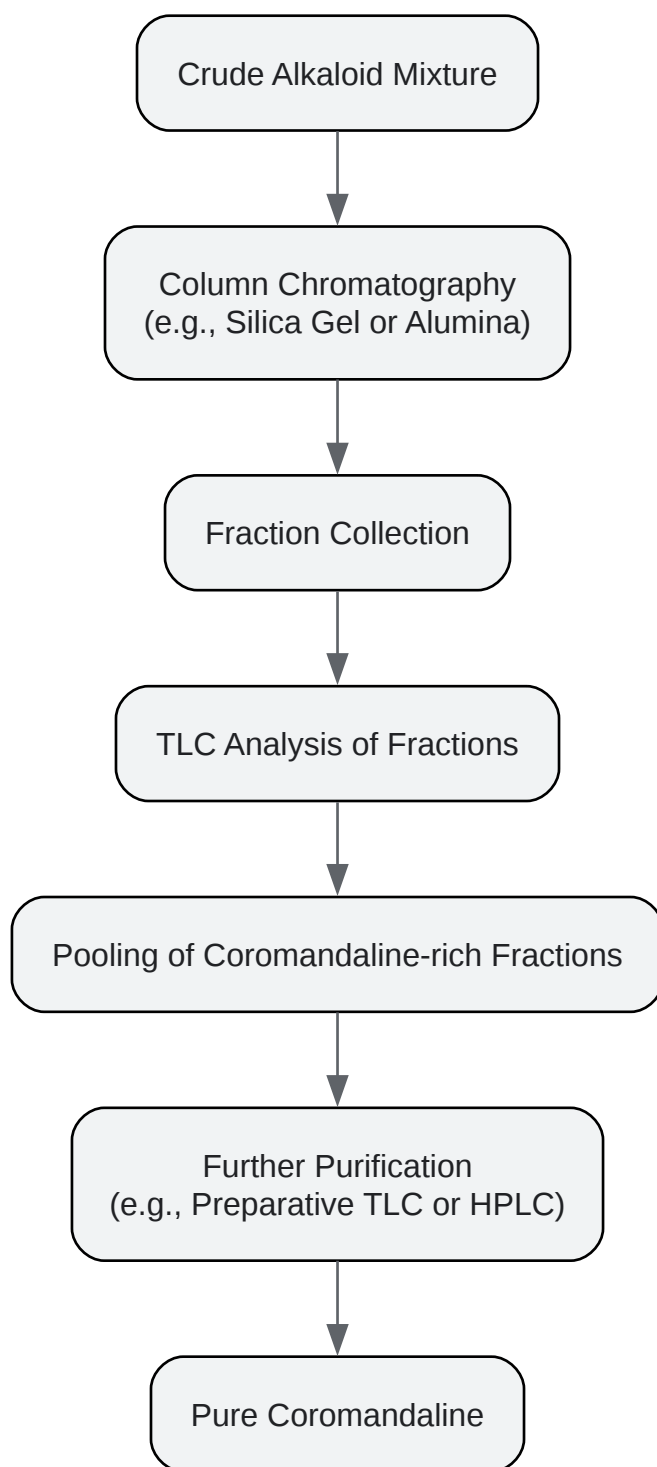 Crude Alkaloid Mixture
Column Chromatography
(e.g., Silica Gel or Alumina)
Fraction Collection
TLC Analysis of Fractions
Pooling of Coromandaline-rich Fractions
Further Purification
(e.g., Preparative TLC or HPLC)
Pure Coromandaline